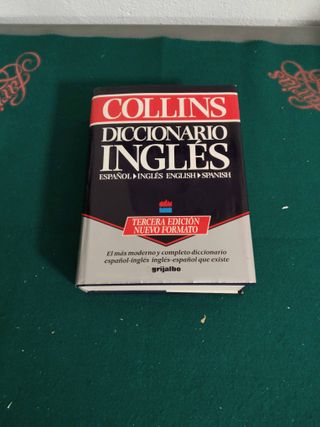 COLLINS
DICCIONARIO
INGLÉS
ESPAÑOL▸INGLÉS ENGLISH▸SPANISH
TERCERA EDICIÓN
NUEVO FORMATO
El más moderno y completo diccionario
español-inglés inglés-español que existe
grijalbo